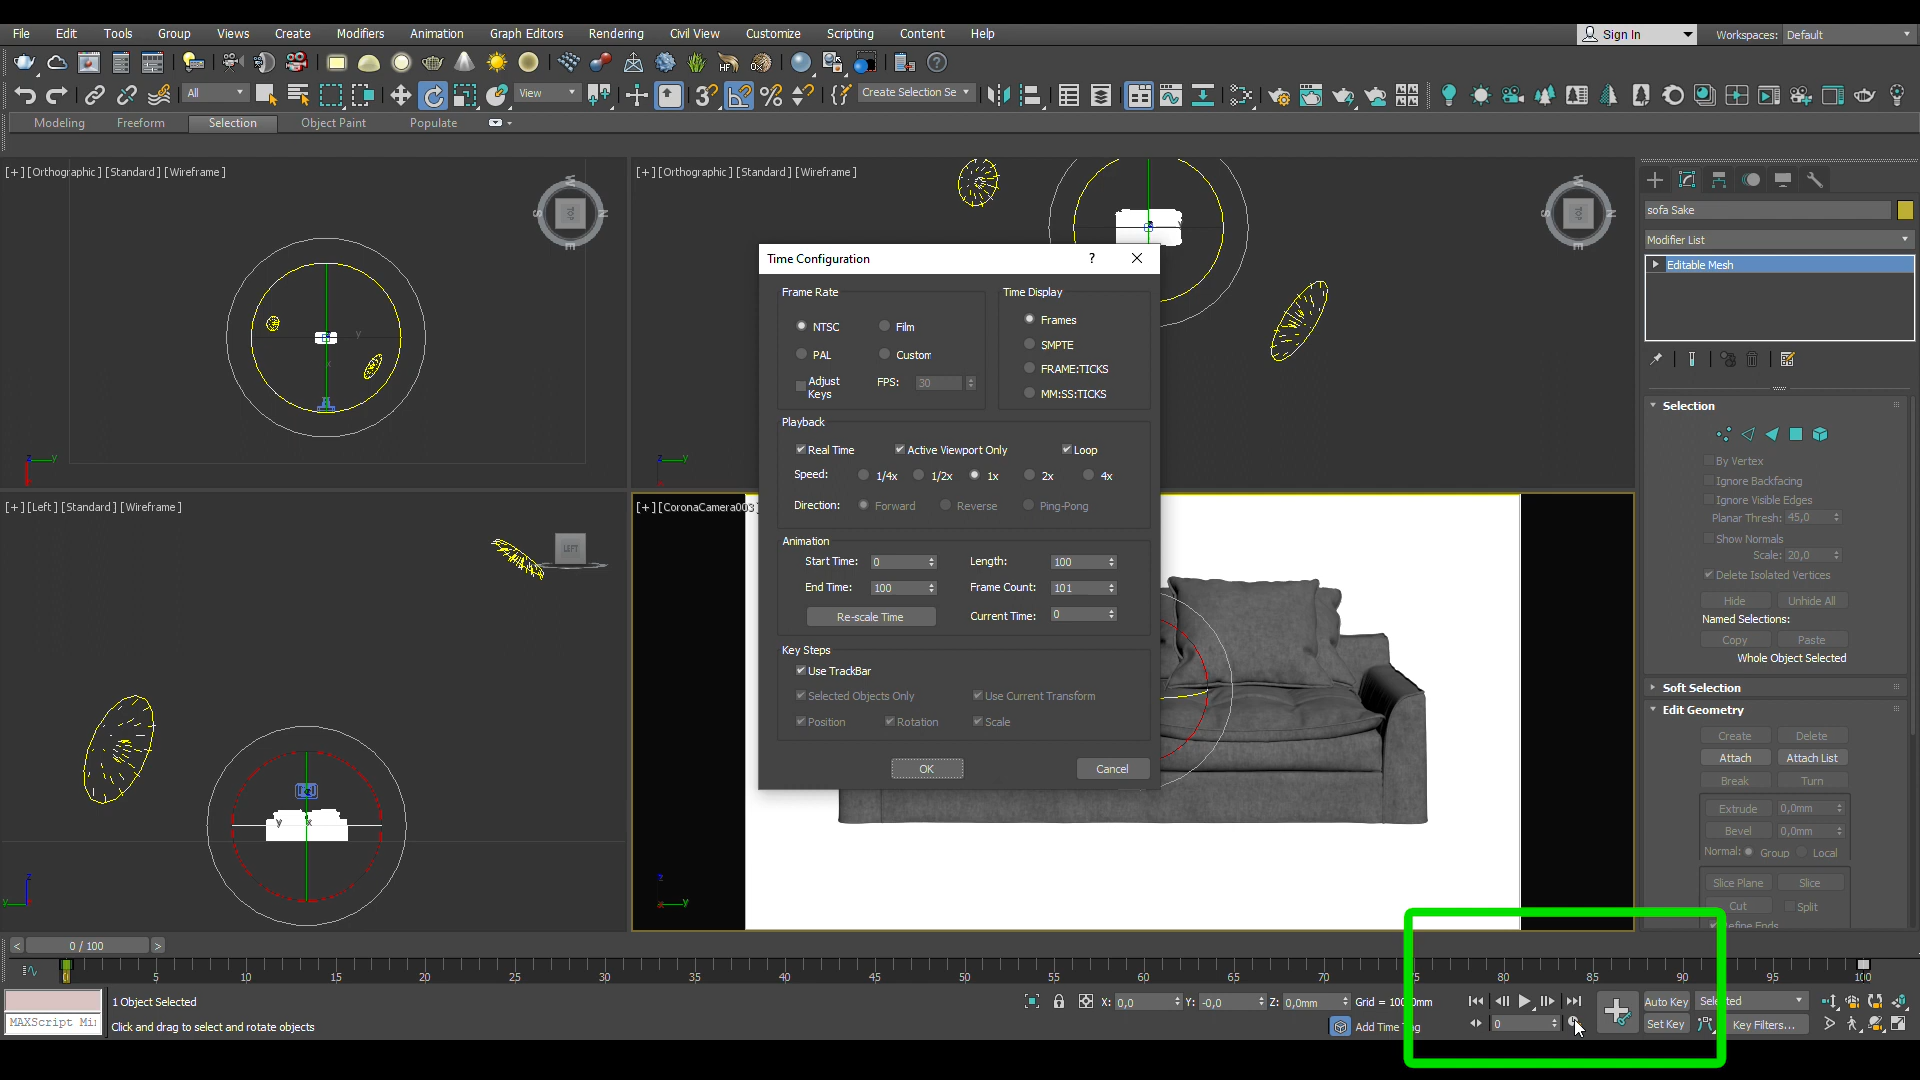 File Edit Tools Group Views Create Modifiers Animation Graph Editors Rendering Civil View Customize Scripting Content Help Sign In Workspaces: Default
All View Create Selection Se
Modeling Freeform Selection Object Paint Populate
[+] [Orthographic] [Standard] [Wireframe]
[+] [Orthographic] [Standard] [Wireframe]
sofa Sake
Modifier List
Editable Mesh
Time Configuration ?
Frame Rate
NTSC Film
PAL Custom
Adjust Keys FPS: 30
Time Display
Frames
SMPTE
FRAME:TICKS
MM:SS:TICKS
Playback
Real Time Active Viewport Only Loop
Speed: 1/4x 1/2x 1x 2x 4x
Direction: Forward Reverse Ping-Pong
Animation
Start Time: 0 Length: 100
End Time: 100 Frame Count: 101
Re-scale Time Current Time: 0
Key Steps
Use TrackBar
Selected Objects Only Use Current Transform
Position Rotation Scale
OK Cancel
[+] [Left] [Standard] [Wireframe]
LEFT
[+] [CoronaCamera003]
Selection
By Vertex
Ignore Backfacing
Ignore Visible Edges
Planar Thresh: 45,0
Show Normals
Scale: 20,0
Delete Isolated Vertices
Hide Unhide All
Named Selections:
Copy Paste
Whole Object Selected
Soft Selection
Edit Geometry
Create Delete
Attach Attach List
Break Turn
Extrude 0,0mm
Bevel 0,0mm
Normal: Group Local
Slice Plane Slice
Cut Split
efine Ends
< 0 / 100 >
0 5 10 15 20 25 30 35 40 45 50 55 60 65 70 75 80 85 90 95 100
1 Object Selected X: 0,0 Y: -0,0 Z: 0,0mm Grid = 100 0mm Auto Key Selected
MAXScript Mi Click and drag to select and rotate objects Add Time Tag 0 Set Key Key Filters...